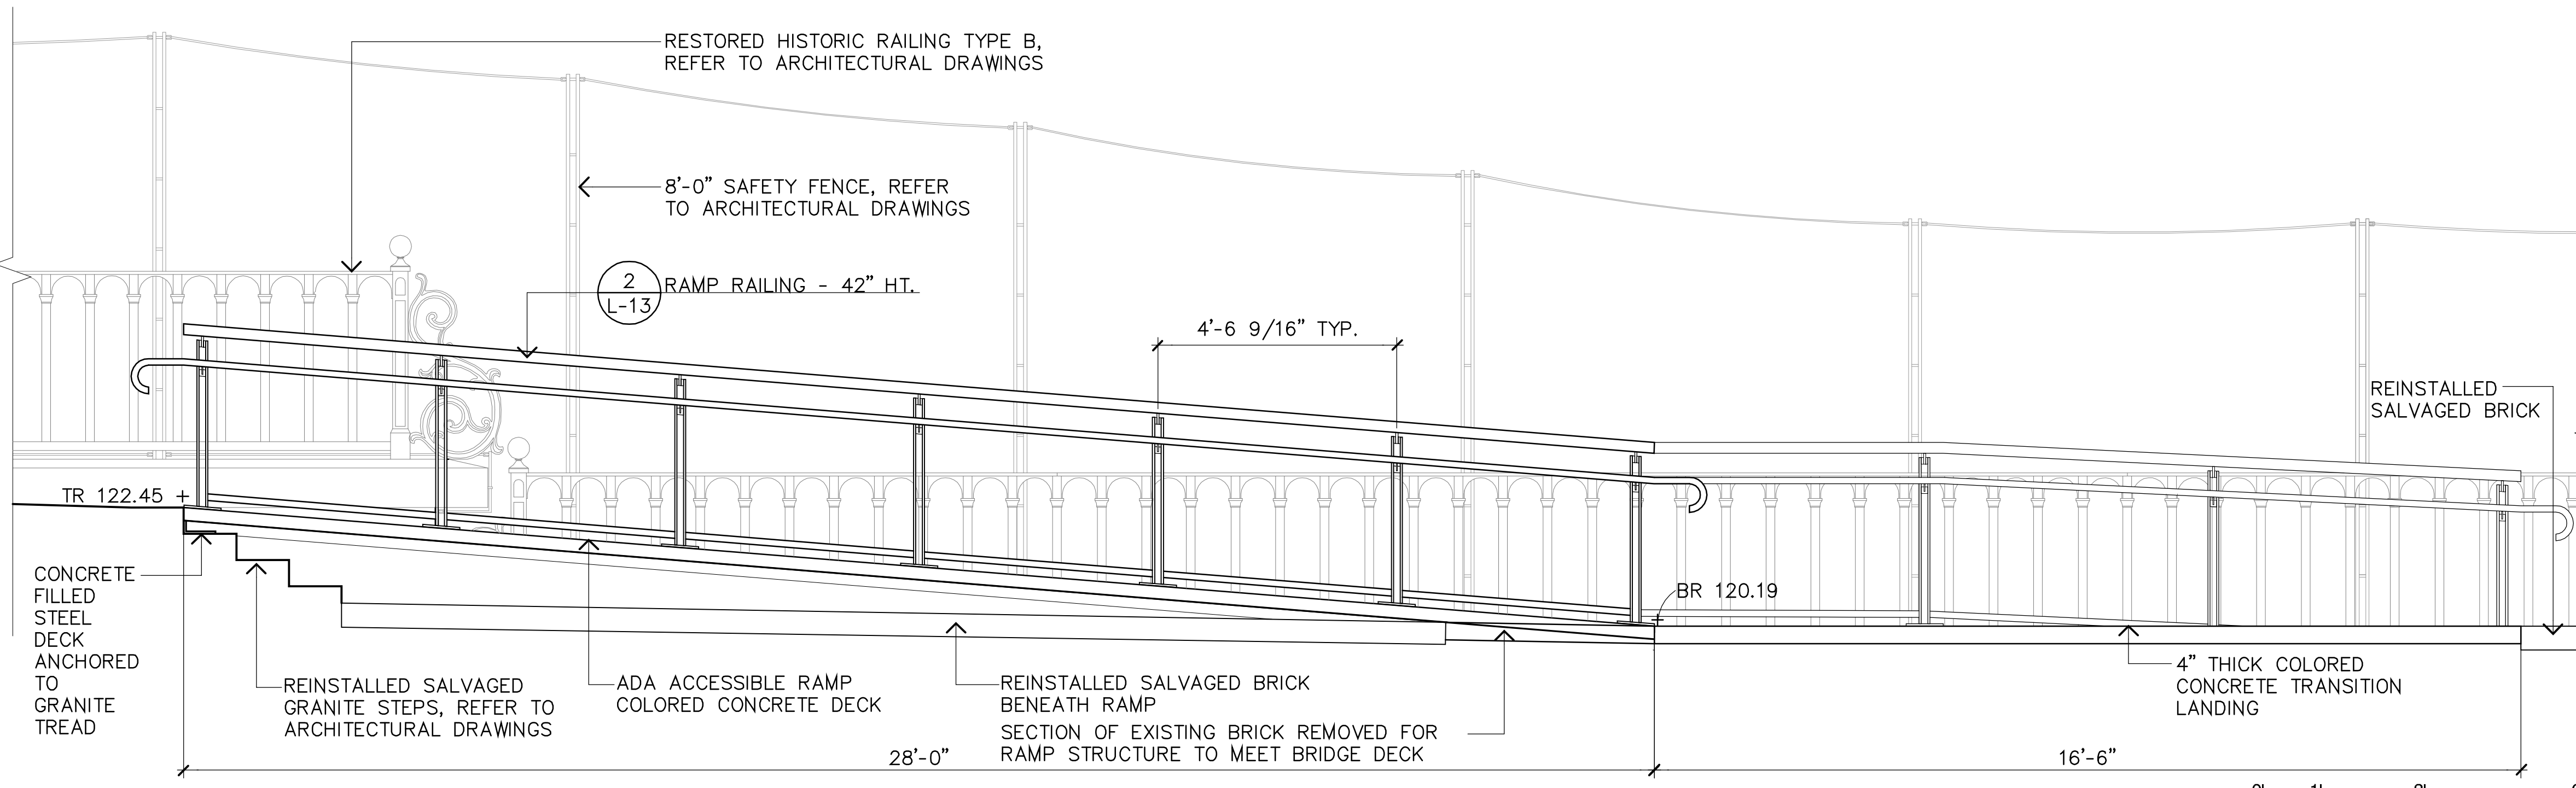 RESTORED HISTORIC RAILING TYPE B,
REFER TO ARCHITECTURAL DRAWINGS
8'-0" SAFETY FENCE, REFER
TO ARCHITECTURAL DRAWINGS
2
L-13
RAMP RAILING - 42" HT.
4'-6 9/16" TYP.
REINSTALLED
SALVAGED BRICK
TR 122.45 +
BR 120.19
CONCRETE
FILLED
STEEL
DECK
ANCHORED
TO
GRANITE
TREAD
REINSTALLED SALVAGED
GRANITE STEPS, REFER TO
ARCHITECTURAL DRAWINGS
ADA ACCESSIBLE RAMP
COLORED CONCRETE DECK
REINSTALLED SALVAGED BRICK
BENEATH RAMP
SECTION OF EXISTING BRICK REMOVED FOR
RAMP STRUCTURE TO MEET BRIDGE DECK
4" THICK COLORED
CONCRETE TRANSITION
LANDING
28'-0"
16'-6"